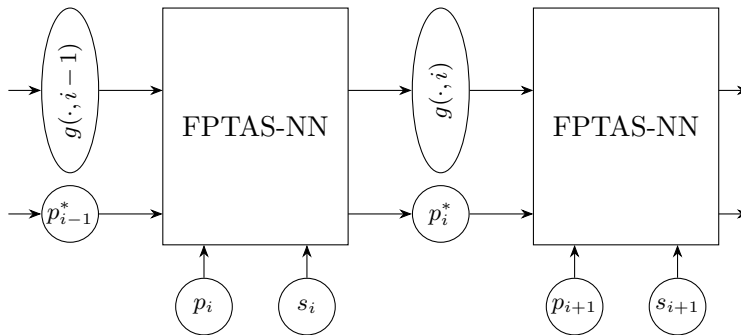 g(·, i − 1)
FPTAS-NN
g(·, i)
FPTAS-NN
p*_{i−1}
p*_i
p_i
s_i
p_{i+1}
s_{i+1}